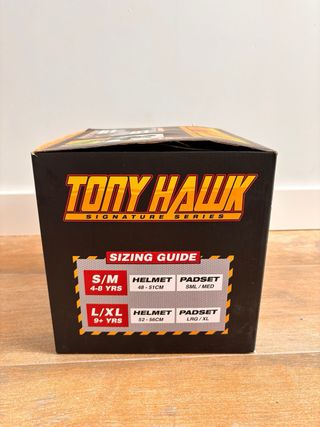 TONY HAWK
SIGNATURE SERIES
SIZING GUIDE
S/M HELMET PADSET
4-8 YRS 48 - 51CM SML / MED
L/XL HELMET PADSET
9+ YRS 52 - 56CM LRG / XL